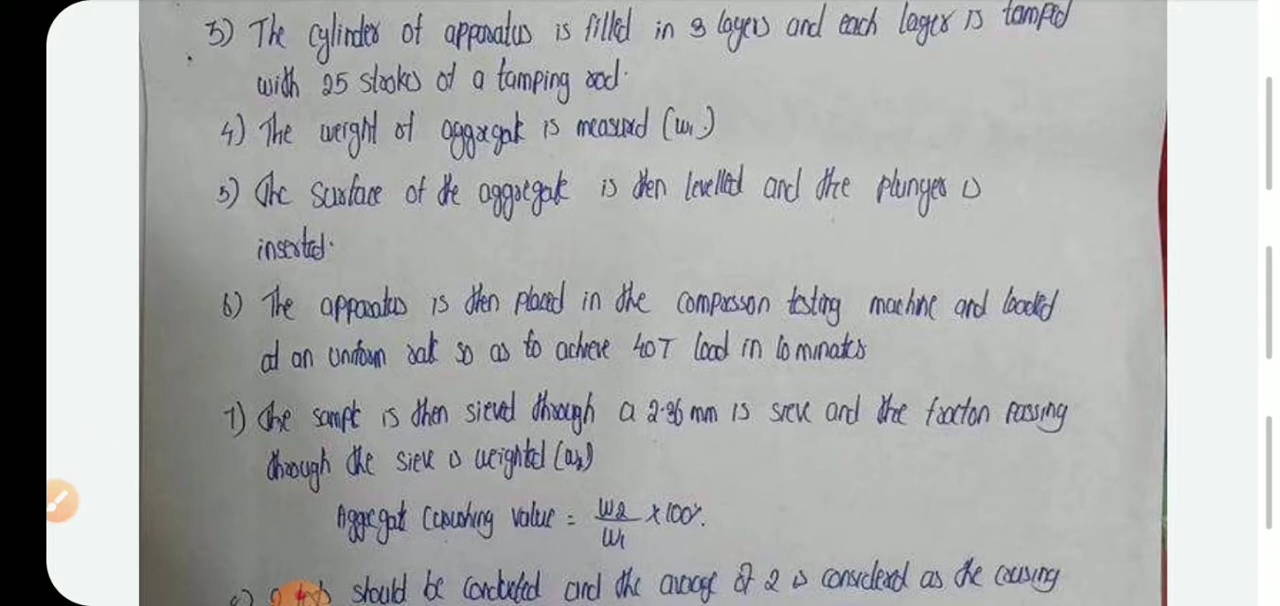 3) The cylinder of apparatus is filled in 3 layers and each layer is tamped
with 25 strokes of a tamping rod.
4) The weight of aggregate is measured (W1)
5) The surface of the aggregate is then levelled and the plunger is
inserted.
6) The apparatus is then placed in the compression testing machine and loaded
at an uniform rate so as to achieve 40T load in 10 minutes
7) The sample is then sieved through a 2.36 mm IS sieve and the fraction passing
through the sieve is weighted (W2)
Aggregate crushing value = W2/W1 × 100%.
should be conducted and the average of 2 is considered as the crusing